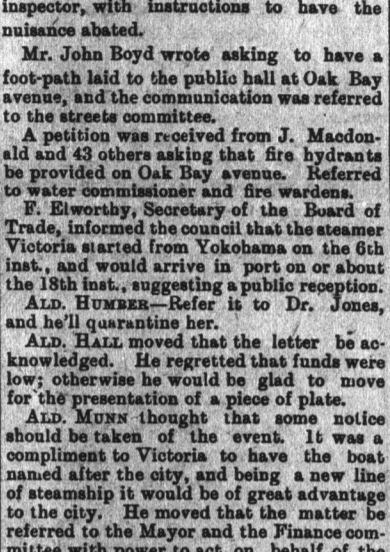 inspector, with instructions to have the
nuisance abated.
Mr. John Boyd wrote asking to have a
foot-path laid to the public hall at Oak Bay
avenue, and the communication was referred
to the streets committee.
A petition was received from J. Macdon-
ald and 43 others asking that fire hydrants
be provided on Oak Bay avenue. Referred
to water commissioner and fire wardens.
F. Elworthy, Secretary of the Board of
Trade, informed the council that the steamer
Victoria started from Yokohama on the 6th
inst., and would arrive in port on or about
the 18th inst., suggesting a public reception.
ALD. HUMBER—Refer it to Dr. Jones,
and he'll quarantine her.
ALD. HALL moved that the letter be ac-
knowledged. He regretted that funds were
low; otherwise he would be glad to move
for the presentation of a piece of plate.
ALD. MUNN thought that some notice
should be taken of the event. It was a
compliment to Victoria to have the boat
named after the city, and being a new line
of steamship it would be of great advantage
to the city. He moved that the matter be
referred to the Mayor and the Finance com-
mittee with power to act on behalf of the